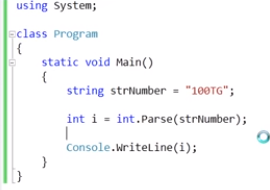 using System;
class Program
{
static void Main()
{
string strNumber = "100TG";
int i = int.Parse(strNumber);
Console.WriteLine(i);
}
}